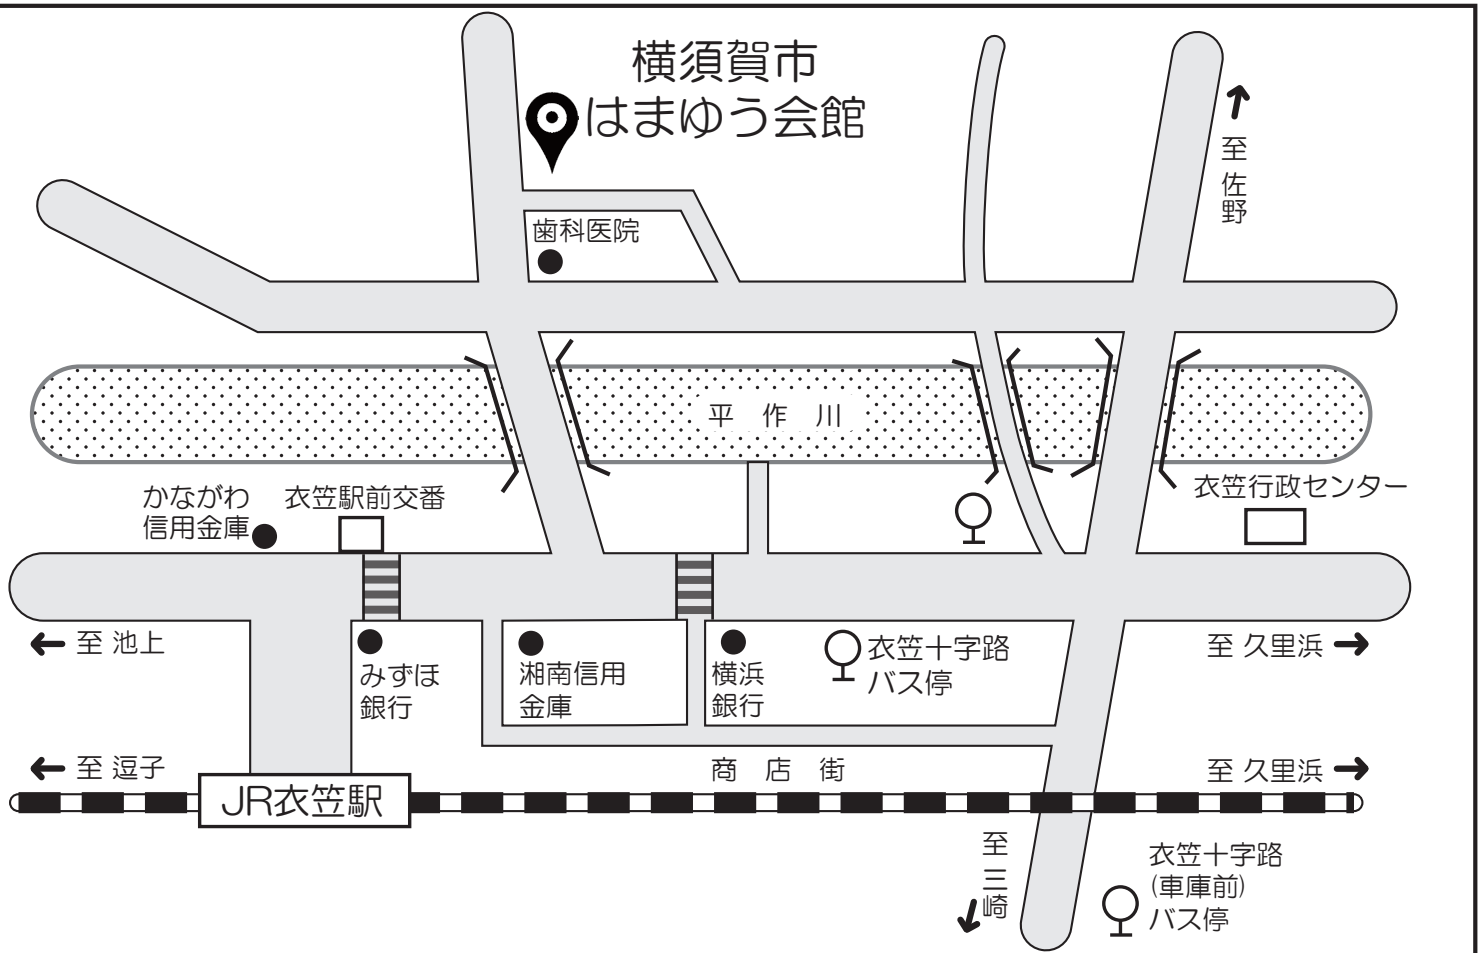 横須賀市
はまゆう会館
至 佐野
歯科医院
平作川
かながわ
信用金庫
衣笠駅前交番
衣笠行政センター
至 池上
みずほ
銀行
湘南信用
金庫
横浜
銀行
衣笠十字路
バス停
至 久里浜
至 逗子
商店街
至 久里浜
JR衣笠駅
至 三崎
衣笠十字路
(車庫前)
バス停